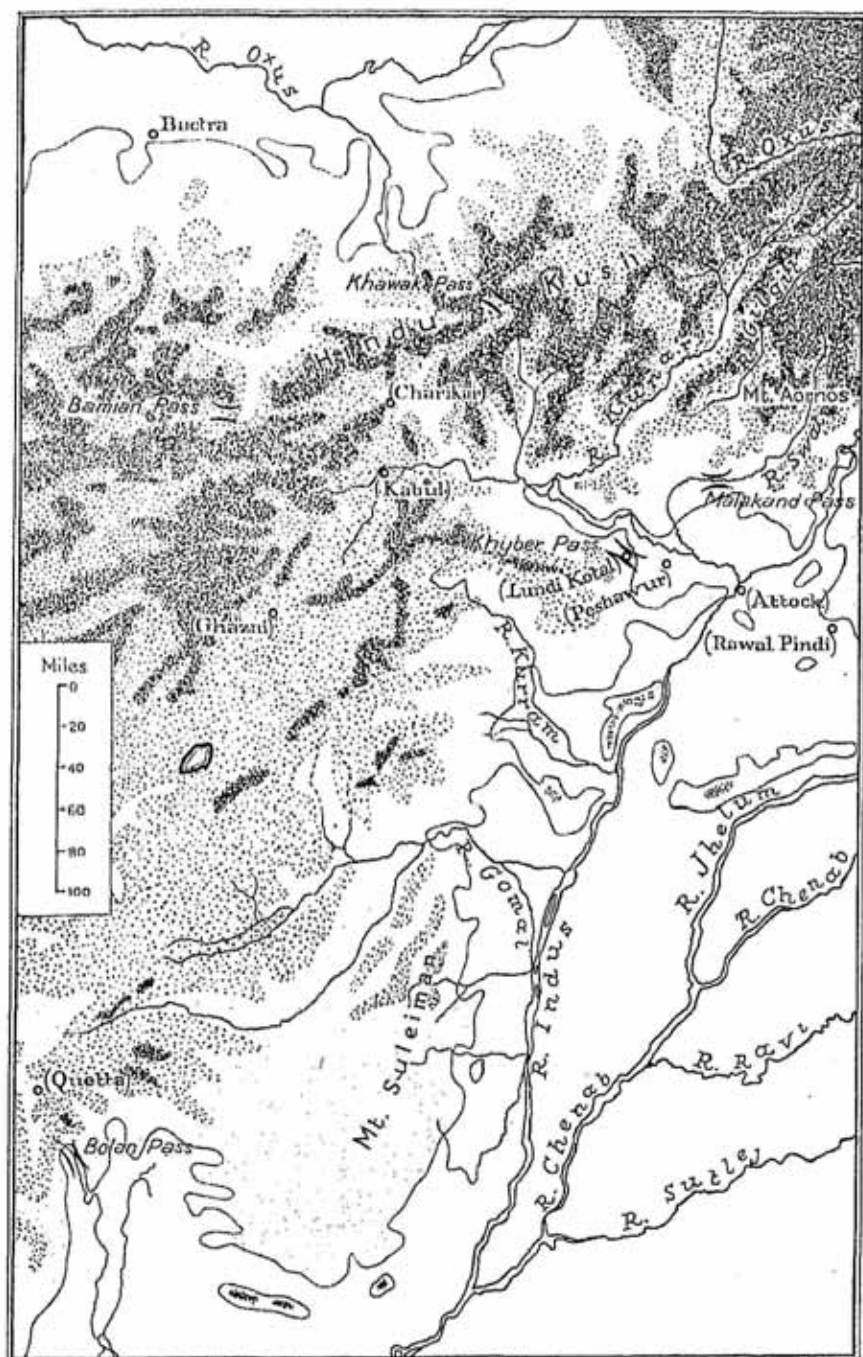 R. Oxus
Bactra
R. Oxus
Khawak Pass
Hindu Kush
R. Kunar
Bamian Pass
(Charikar)
Mt. Aornos
R. Swat
(Kabul)
Malakand Pass
Khyber Pass
(Lundi Kotal)
(Peshawur)
(Attock)
(Ghazni)
(Rawal Pindi)
R. Kurram
Miles
0
20
40
60
80
100
R. Jhelum
R. Gomal
R. Chenab
R. Indus
Mt. Suleiman
R. Ravi
(Quetta)
R. Chenab
Bolan Pass
R. Sutlej